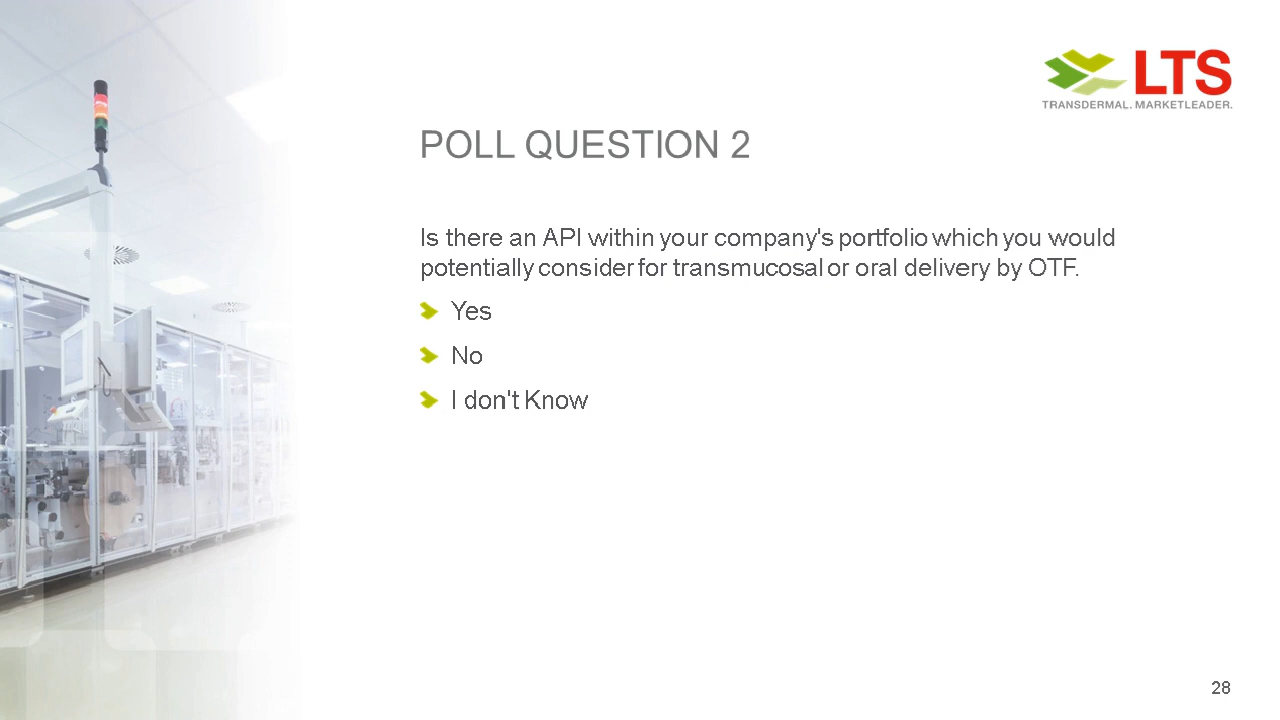 LTS
TRANSDERMAL. MARKETLEADER.
POLL QUESTION 2
Is there an API within your company's portfolio which you would
potentially consider for transmucosal or oral delivery by OTF.
Yes
No
I don't Know
28